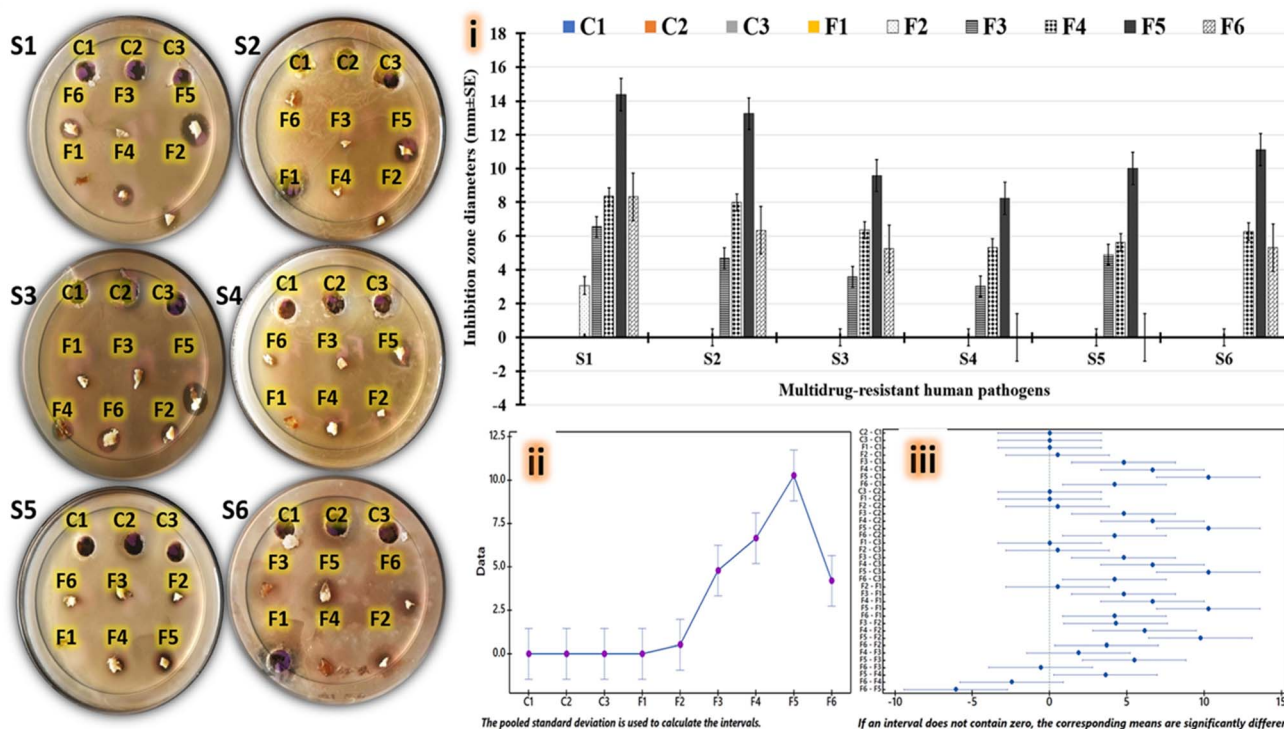 S1
C1 C2 C3
F6 F3 F5
F1 F4 F2
S2
C1 C2 C3
F6 F3 F5
F1 F4 F2
S3
C1 C2 C3
F1 F3 F5
F4 F6 F2
S4
C1 C2 C3
F6 F3 F5
F1 F4 F2
S5
C1 C2 C3
F6 F3 F2
F1 F4 F5
S6
C1 C2 C3
F3 F5 F6
F1 F4 F2
i
C1 C2 C3 F1 F2 F3 F4 F5 F6
Inhibition zone diameters (mm±SE)
18
16
14
12
10
8
6
4
2
0
-2
-4
S1 S2 S3 S4 S5 S6
Multidrug-resistant human pathogens
ii
Data
12.5
10.0
7.5
5.0
2.5
0.0
C1 C2 C3 F1 F2 F3 F4 F5 F6
The pooled standard deviation is used to calculate the intervals.
iii
C2 - C1
C3 - C1
F1 - C1
F2 - C1
F3 - C1
F4 - C1
F5 - C1
F6 - C1
C3 - C2
F1 - C2
F2 - C2
F3 - C2
F4 - C2
F5 - C2
F6 - C2
F1 - C3
F2 - C3
F3 - C3
F4 - C3
F5 - C3
F6 - C3
F2 - F1
F3 - F1
F4 - F1
F5 - F1
F6 - F1
F3 - F2
F4 - F2
F5 - F2
F6 - F2
F4 - F3
F5 - F3
F6 - F3
F5 - F4
F6 - F4
F6 - F5
-10 -5 0 5 10 15
If an interval does not contain zero, the corresponding means are significantly differen